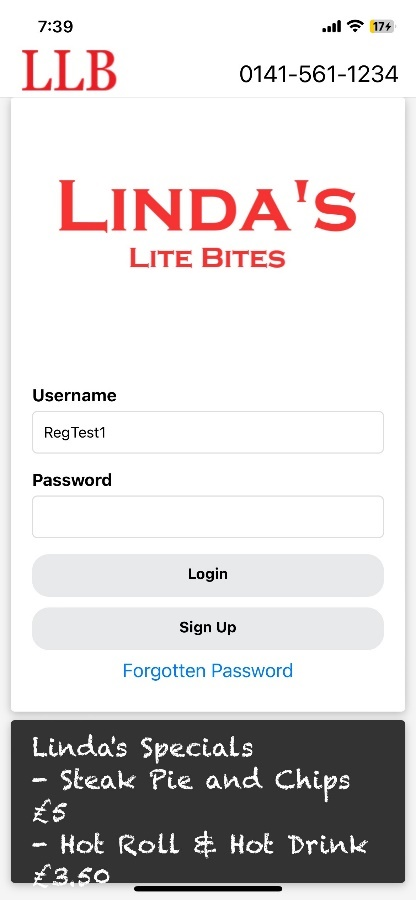 7:39
17
LLB
0141-561-1234
LINDA'S
LITE BITES
Username
RegTest1
Password
Login
Sign Up
Forgotten Password
Linda's Specials
- Steak Pie and Chips
£5
- Hot Roll & Hot Drink
£3.50